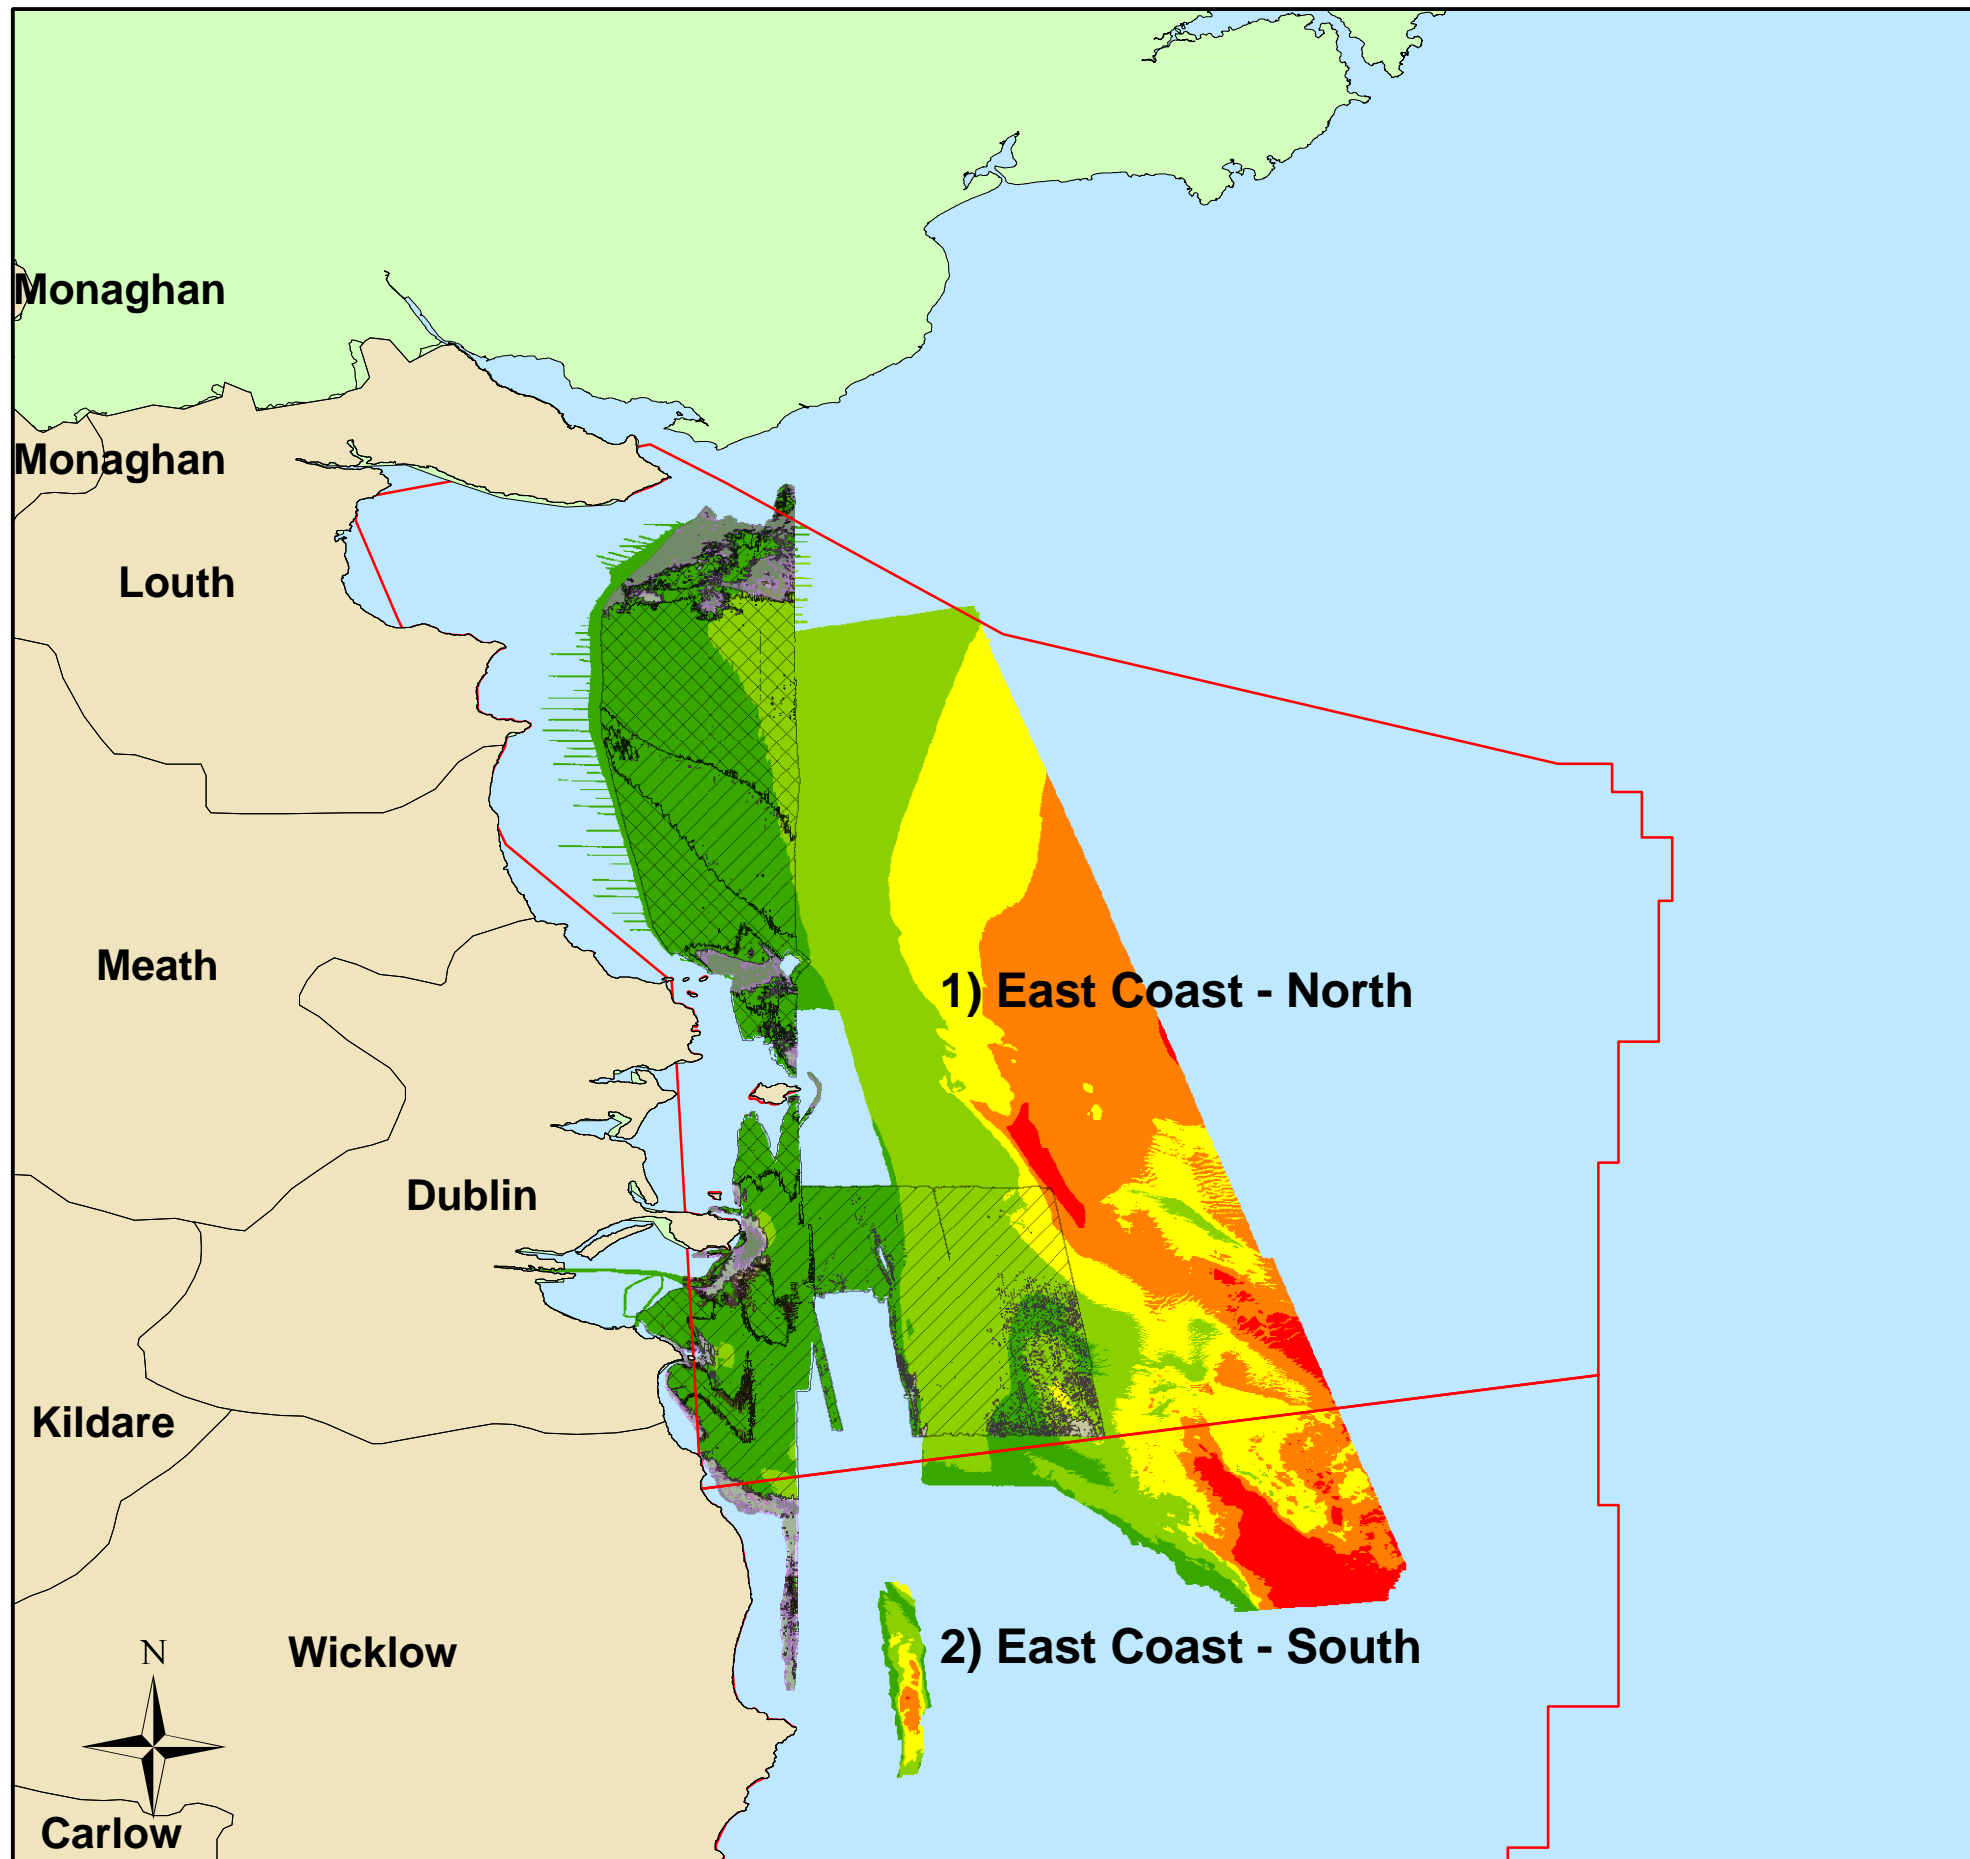 Monaghan
Monaghan
Louth
Meath
1) East Coast - North
Dublin
Kildare
2) East Coast - South
Wicklow
N
Carlow